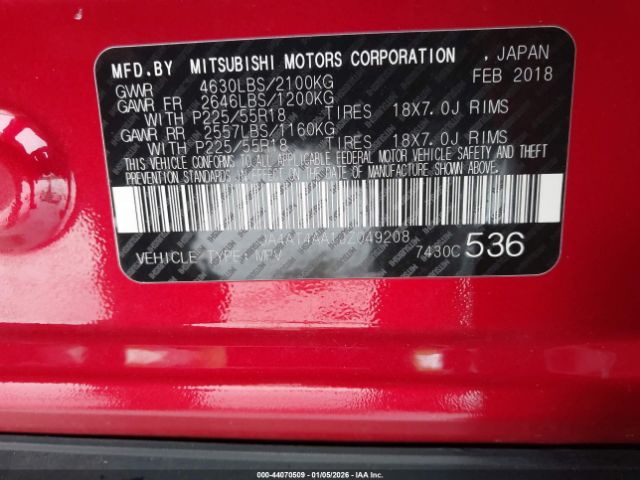 MFD.BY MITSUBISHI MOTORS CORPORATION , JAPAN
GVWR 4630LBS/2100KG FEB 2018
GAWR FR 2646LBS/1200KG
WITH P225/55R18 TIRES 18X7.0J RIMS
GAWR RR 2557LBS/1160KG
WITH P225/55R18 TIRES 18X7.0J RIMS
THIS VEHICLE CONFORMS TO ALL APPLICABLE FEDERAL MOTOR VEHICLE SAFETY AND THEFT
PREVENTION STANDARDS IN EFFECT ON THE DATE OF MANUFACTURE SHOWN ABOVE.
JA4AT4AA1JZ049208
VEHICLE TYPE: MPV 7430C 536
000-44070509 - 01/05/2026 - IAAI.com